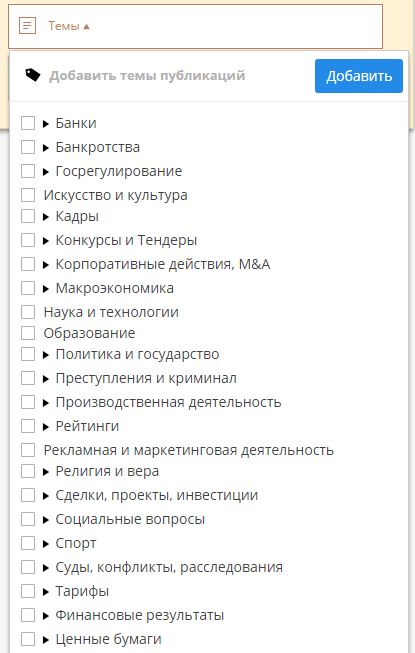 Темы
Добавить темы публикаций
Добавить
Банки
Банкротства
Госрегулирование
Искусство и культура
Кадры
Конкурсы и Тендеры
Корпоративные действия, M&A
Макроэкономика
Наука и технологии
Образование
Политика и государство
Преступления и криминал
Производственная деятельность
Рейтинги
Рекламная и маркетинговая деятельность
Религия и вера
Сделки, проекты, инвестиции
Социальные вопросы
Спорт
Суды, конфликты, расследования
Тарифы
Финансовые результаты
Ценные бумаги